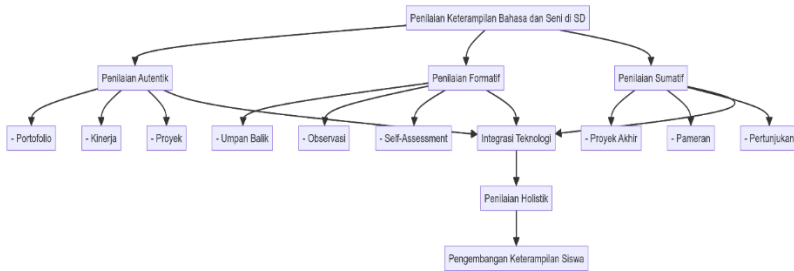 Penilaian Keterampilan Bahasa dan Seni di SD
Penilaian Autentik
Penilaian Formatif
Penilaian Sumatif
- Portofolio
- Kinerja
- Proyek
- Umpan Balik
- Observasi
- Self-Assessment
Integrasi Teknologi
- Proyek Akhir
- Pameran
- Pertunjukan
Penilaian Holistik
Pengembangan Keterampilan Siswa